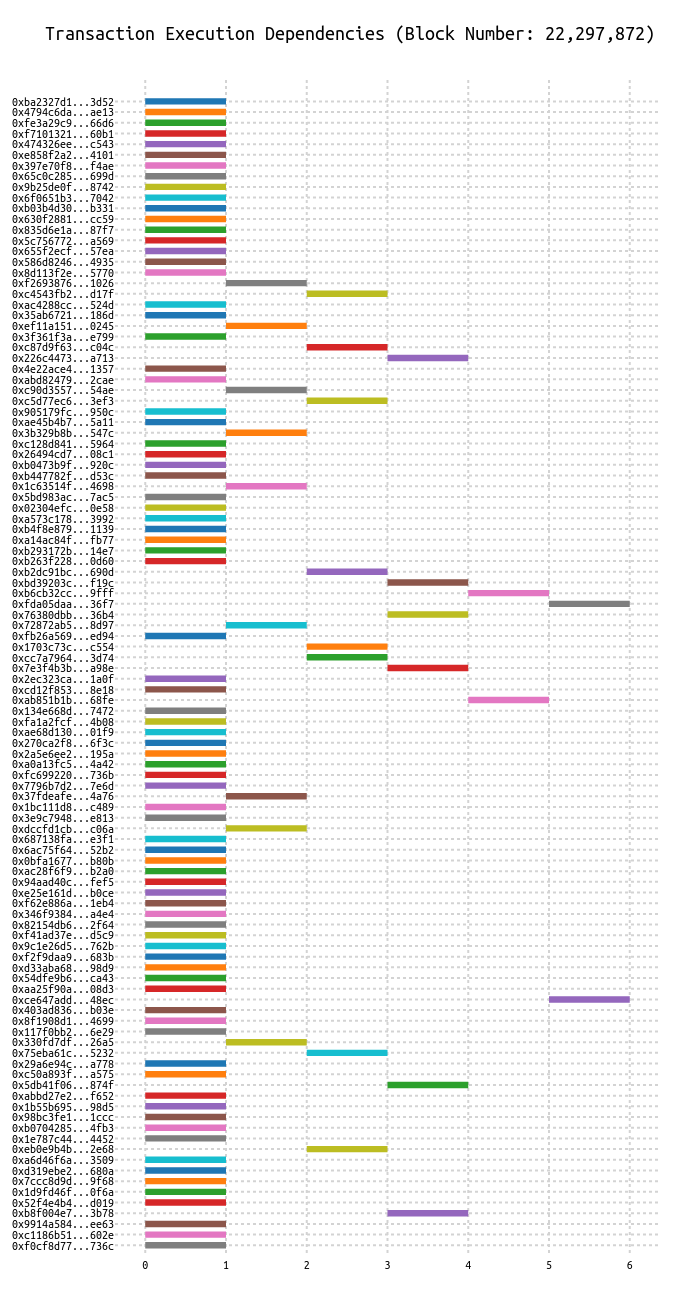 Transaction Execution Dependencies (Block Number: 22,297,872)
0xba2327d1...3d52
0x4794c6da...ae13
0xfe3a29c9...66d6
0xf7101321...60b1
0x474326ee...c543
0xe858f2a2...4101
0x397e70f8...f4ae
0x65c0c285...699d
0x9b25de0f...8742
0x6f0651b3...7042
0xb03b4d30...b331
0x630f2881...cc59
0x835d6e1a...87f7
0x5c756772...a569
0x655f2ecf...57ea
0x586d8246...4935
0x8d113f2e...5770
0xf2693876...1026
0xc4543fb2...d17f
0xac4288cc...524d
0x35ab6721...186d
0xef11a151...0245
0x3f361f3a...e799
0xc87d9f63...c04c
0x226c4473...a713
0x4e22ace4...1357
0xabd82479...2cae
0xc90d3557...54ae
0xc5d77ec6...3ef3
0x905179fc...950c
0xae45b4b7...5a11
0x3b329b8b...547c
0xc128d841...5964
0x26494cd7...08c1
0xb0473b9f...920c
0xb447782f...d53c
0x1c63514f...4698
0x5bd983ac...7ac5
0x02304efc...0e58
0xa573c178...3992
0xb4f8e879...1139
0xa14ac84f...fb77
0xb293172b...14e7
0xb263f228...0d60
0xb2dc91bc...690d
0xbd39203c...f19c
0xb6cb32cc...9fff
0xfda05daa...36f7
0x76380dbb...36b4
0x72872ab5...8d97
0xfb26a569...ed94
0x1703c73c...c554
0xcc7a7964...3d74
0x7e3f4b3b...a98e
0x2ec323ca...1a0f
0xcd12f853...8e18
0xab851b1b...68fe
0x134e668d...7472
0xfa1a2fcf...4b08
0xae68d130...01f9
0x270ca2f8...6f3c
0x2a5e6ee2...195a
0xa0a13fc5...4a42
0xfc699220...736b
0x7796b7d2...7e6d
0x37fdeafe...4a76
0x1bc111d8...c489
0x3e9c7948...e813
0xdccfd1cb...c06a
0x687138fa...e3f1
0x6ac75f64...52b2
0x0bfa1677...b80b
0xac28f6f9...b2a0
0x94aad40c...fef5
0xe25e161d...b0ce
0xf62e886a...1eb4
0x346f9384...a4e4
0x82154db6...2f64
0xf41ad37e...d5c9
0x9c1e26d5...762b
0xf2f9daa9...683b
0xd33aba68...98d9
0x54dfe9b6...ca43
0xaa25f90a...08d3
0xce647add...48ec
0x403ad836...b03e
0x8f1908d1...4699
0x117f0bb2...6e29
0x330fd7df...26a5
0x75eba61c...5232
0x29a6e94c...a778
0xc50a893f...a575
0x5db41f06...874f
0xabbd27e2...f652
0x1b55b695...98d5
0x98bc3fe1...1ccc
0xb0704285...4fb3
0x1e787c44...4452
0xeb0e9b4b...2e68
0xa6d46f6a...3509
0xd319ebe2...680a
0x7ccc8d9d...9f68
0x1d9fd46f...0f6a
0x52f4e4b4...d019
0xb8f004e7...3b78
0x9914a584...ee63
0xc1186b51...602e
0xf0cf8d77...736c
0 1 2 3 4 5 6